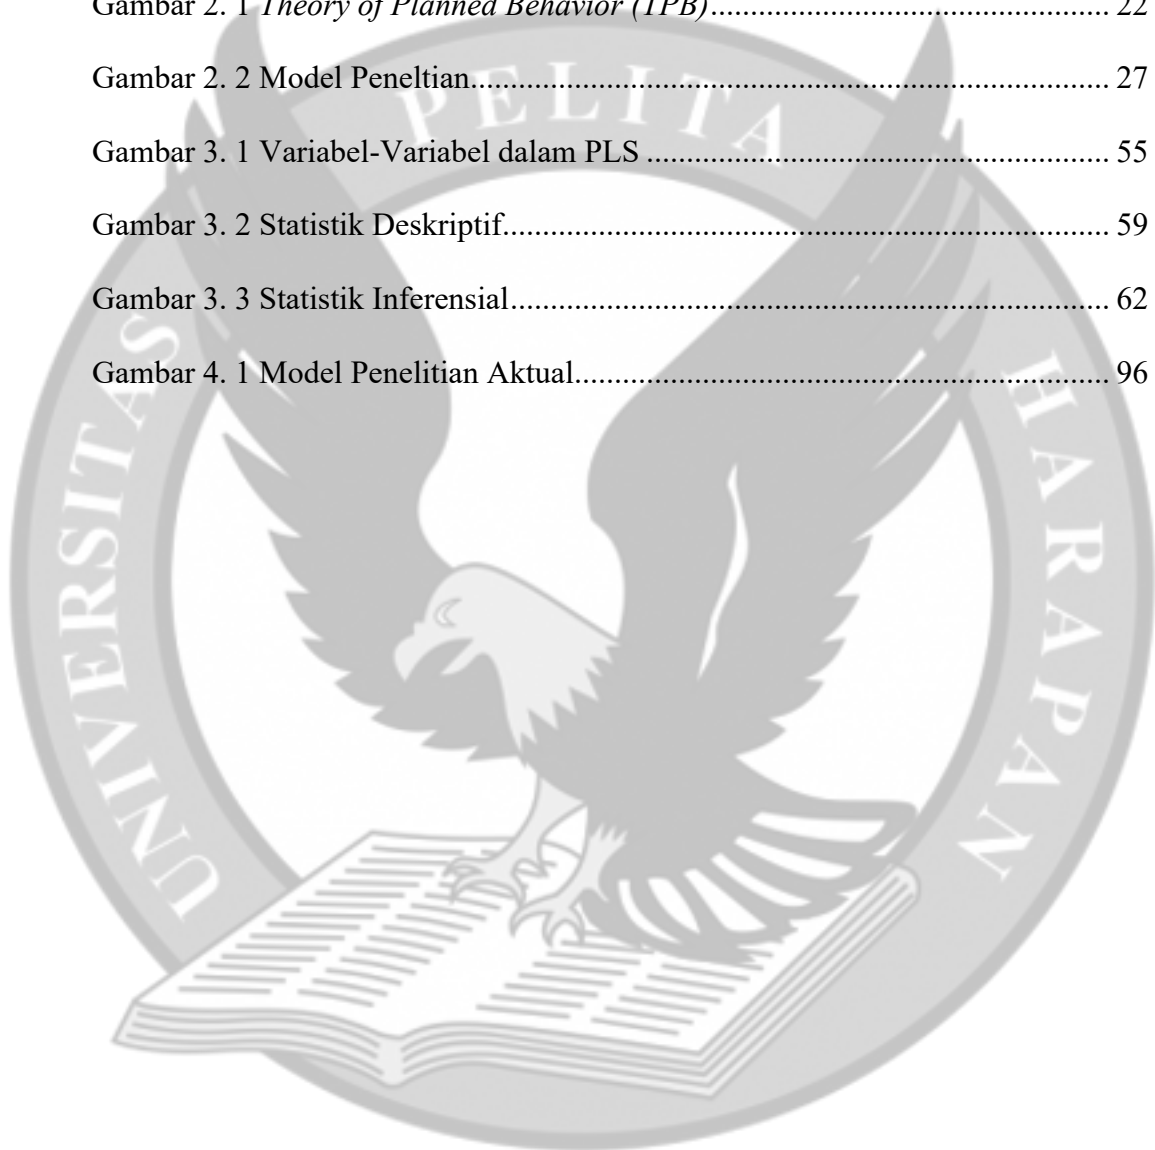 Gambar 2. 1 Theory of Planned Behavior (TPB)........................................................ 22
Gambar 2. 2 Model Peneltian................................................................................. 27
Gambar 3. 1 Variabel-Variabel dalam PLS ........................................................... 55
Gambar 3. 2 Statistik Deskriptif............................................................................. 59
Gambar 3. 3 Statistik Inferensial............................................................................ 62
Gambar 4. 1 Model Penelitian Aktual.................................................................... 96
UNIVERSITAS
PELITA
HARAPAN